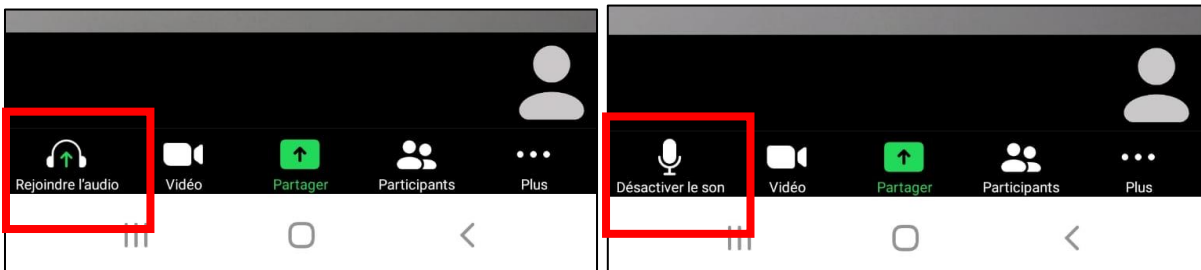 Rejoindre l'audio Vidéo Partager Participants Plus
Désactiver le son Vidéo Partager Participants Plus